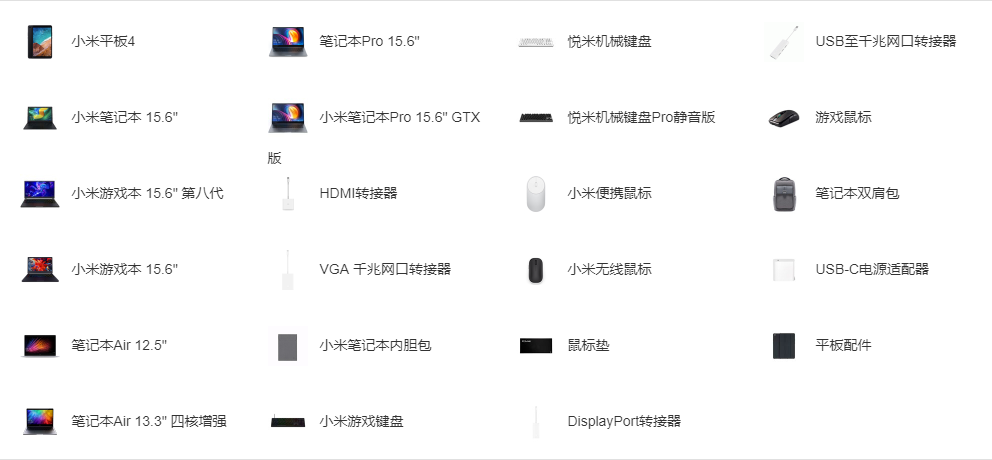 小米平板4
小米笔记本 15.6"
小米游戏本 15.6" 第八代
小米游戏本 15.6"
笔记本Air 12.5"
笔记本Air 13.3" 四核增强
笔记本Pro 15.6"
小米笔记本Pro 15.6" GTX
版
HDMI转接器
VGA 千兆网口转接器
小米笔记本内胆包
小米游戏键盘
悦米机械键盘
悦米机械键盘Pro静音版
小米便携鼠标
小米无线鼠标
鼠标垫
DisplayPort转接器
USB至千兆网口转接器
游戏鼠标
笔记本双肩包
USB-C电源适配器
平板配件